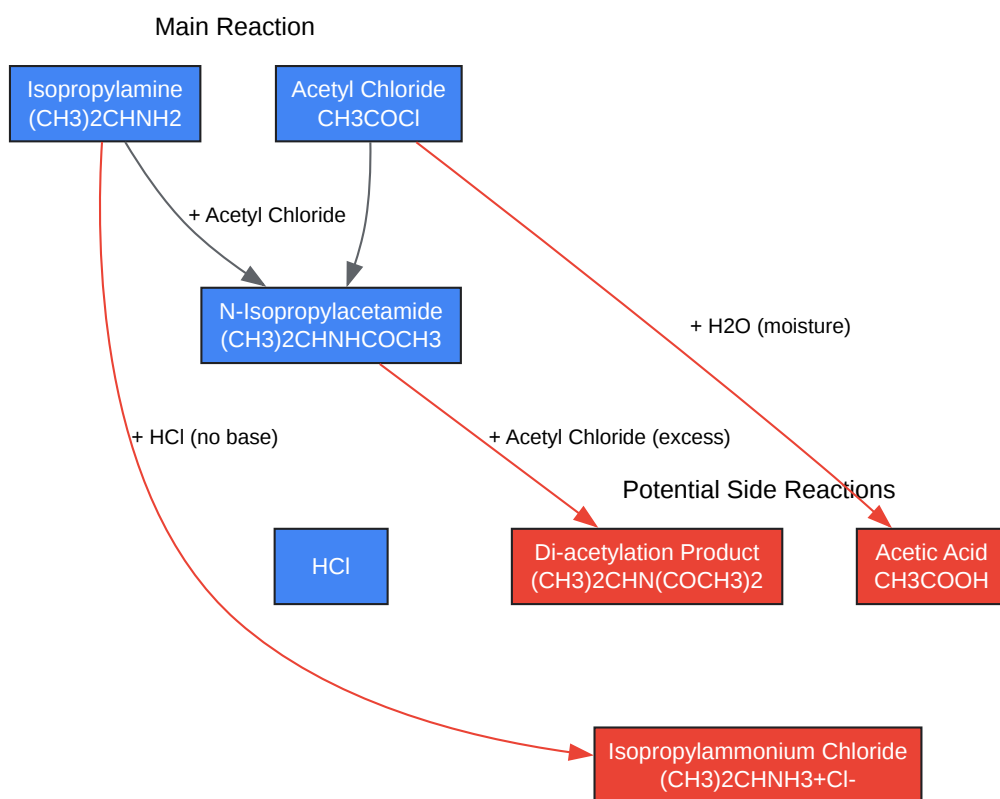 Main Reaction
Isopropylamine
(CH3)2CHNH2
Acetyl Chloride
CH3COCl
+ Acetyl Chloride
N-Isopropylacetamide
(CH3)2CHNHCOCH3
+ H2O (moisture)
+ HCl (no base)
+ Acetyl Chloride (excess)
Potential Side Reactions
HCl
Di-acetylation Product
(CH3)2CHN(COCH3)2
Acetic Acid
CH3COOH
Isopropylammonium Chloride
(CH3)2CHNH3+Cl-